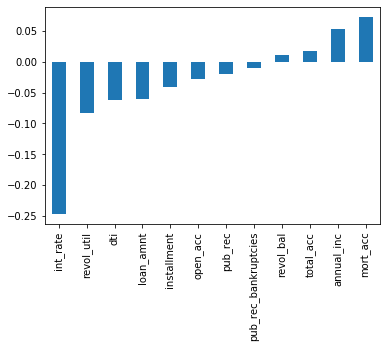 0.05
0.00
−0.05
−0.10
−0.15
−0.20
−0.25
int_rate
revol_util
dti
loan_amnt
installment
open_acc
pub_rec
pub_rec_bankruptcies
revol_bal
total_acc
annual_inc
mort_acc